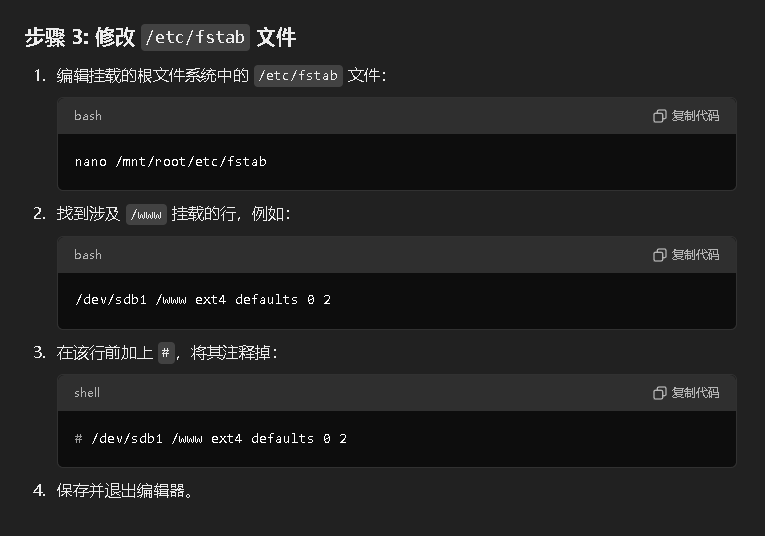 步骤 3: 修改 /etc/fstab 文件
1. 编辑挂载的根文件系统中的 /etc/fstab 文件：
bash 复制代码
nano /mnt/root/etc/fstab
2. 找到涉及 /www 挂载的行，例如：
bash 复制代码
/dev/sdb1 /www ext4 defaults 0 2
3. 在该行前加上 #，将其注释掉：
shell 复制代码
# /dev/sdb1 /www ext4 defaults 0 2
4. 保存并退出编辑器。